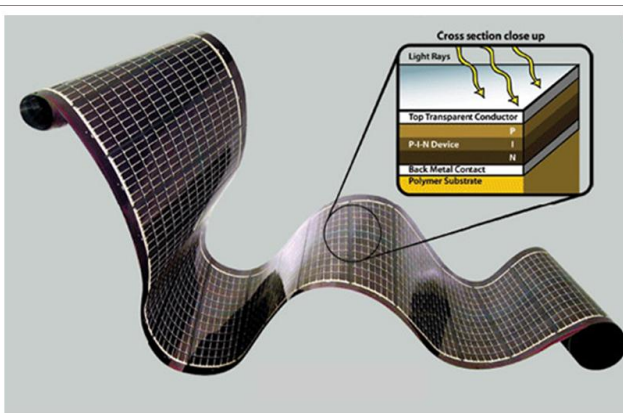 Cross section close up
Light Rays
Top Transparent Conductor
P
P-I-N Device
I
N
Back Metal Contact
Polymer Substrate